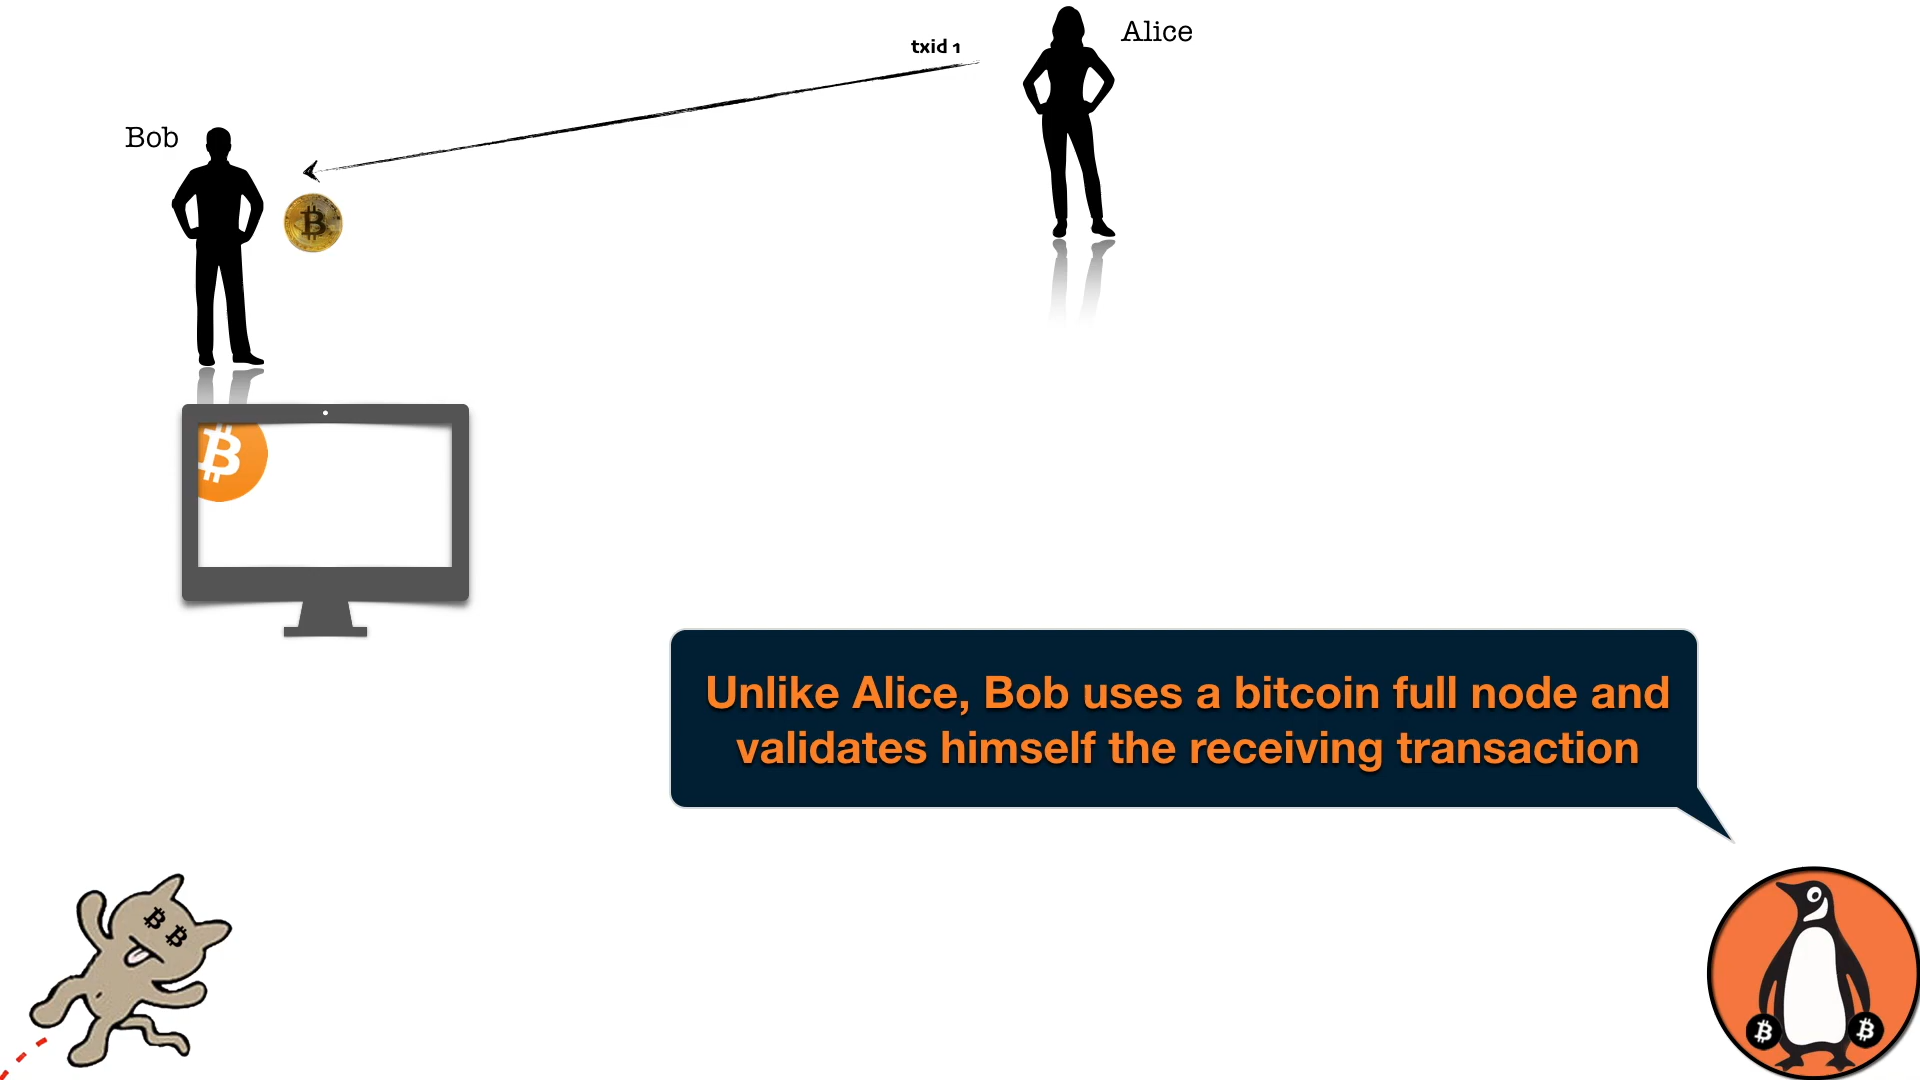 txid 1
Alice
Bob
Unlike Alice, Bob uses a bitcoin full node and
validates himself the receiving transaction